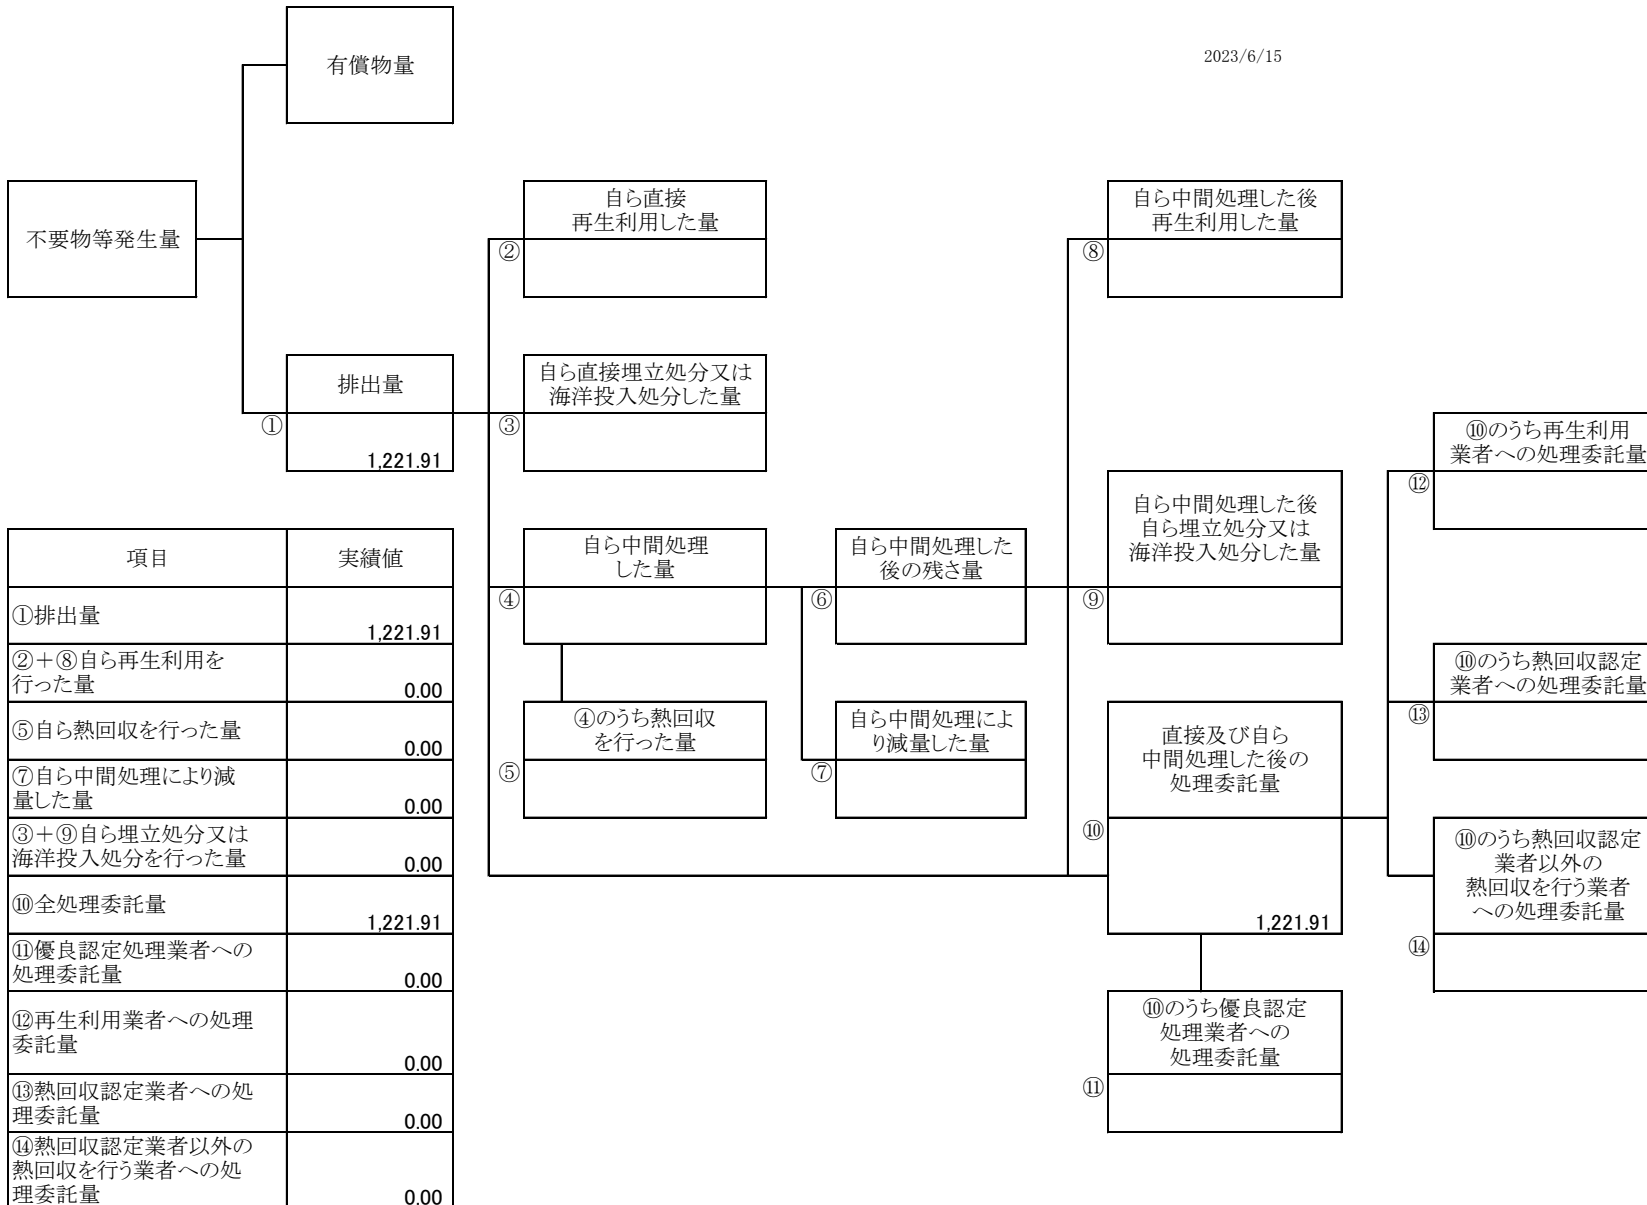 有償物量
2023/6/15
不要物等発生量
自ら直接
再生利用した量
②
自ら中間処理した後
再生利用した量
⑧
排出量
①
1,221.91
自ら直接埋立処分又は
海洋投入処分した量
③
⑩のうち再生利用
業者への処理委託量
⑫
自ら中間処理
した量
④
自ら中間処理した
後の残さ量
⑥
自ら中間処理した後
自ら埋立処分又は
海洋投入処分した量
⑨
④のうち熱回収
を行った量
⑤
自ら中間処理によ
り減量した量
⑦
直接及び自ら
中間処理した後の
処理委託量
⑩
1,221.91
⑩のうち熱回収認定
業者への処理委託量
⑬
⑩のうち熱回収認定
業者以外の
熱回収を行う業者
への処理委託量
⑭
⑩のうち優良認定
処理業者への
処理委託量
⑪
項目
実績値
①排出量
1,221.91
②+⑧自ら再生利用を
行った量
0.00
⑤自ら熱回収を行った量
0.00
⑦自ら中間処理により減
量した量
0.00
③+⑨自ら埋立処分又は
海洋投入処分を行った量
0.00
⑩全処理委託量
1,221.91
⑪優良認定処理業者への
処理委託量
0.00
⑫再生利用業者への処理
委託量
0.00
⑬熱回収認定業者への処
理委託量
0.00
⑭熱回収認定業者以外の
熱回収を行う業者への処
理委託量
0.00